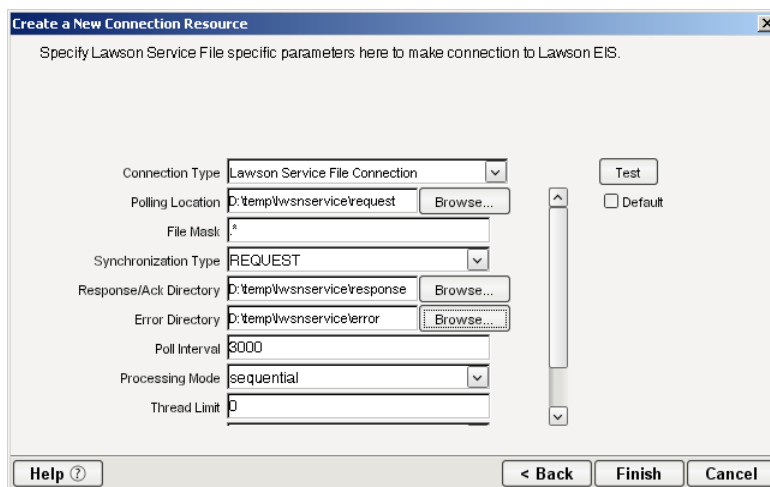 Create a New Connection Resource
Specify Lawson Service File specific parameters here to make connection to Lawson EIS.
Connection Type Lawson Service File Connection Test
Polling Location D:\temp\lwsnservice\request Browse... Default
File Mask .*
Synchronization Type REQUEST
Response/Ack Directory D:\temp\lwsnservice\response Browse...
Error Directory D:\temp\lwsnservice\error Browse...
Poll Interval 3000
Processing Mode sequential
Thread Limit 0
Help ? < Back Finish Cancel